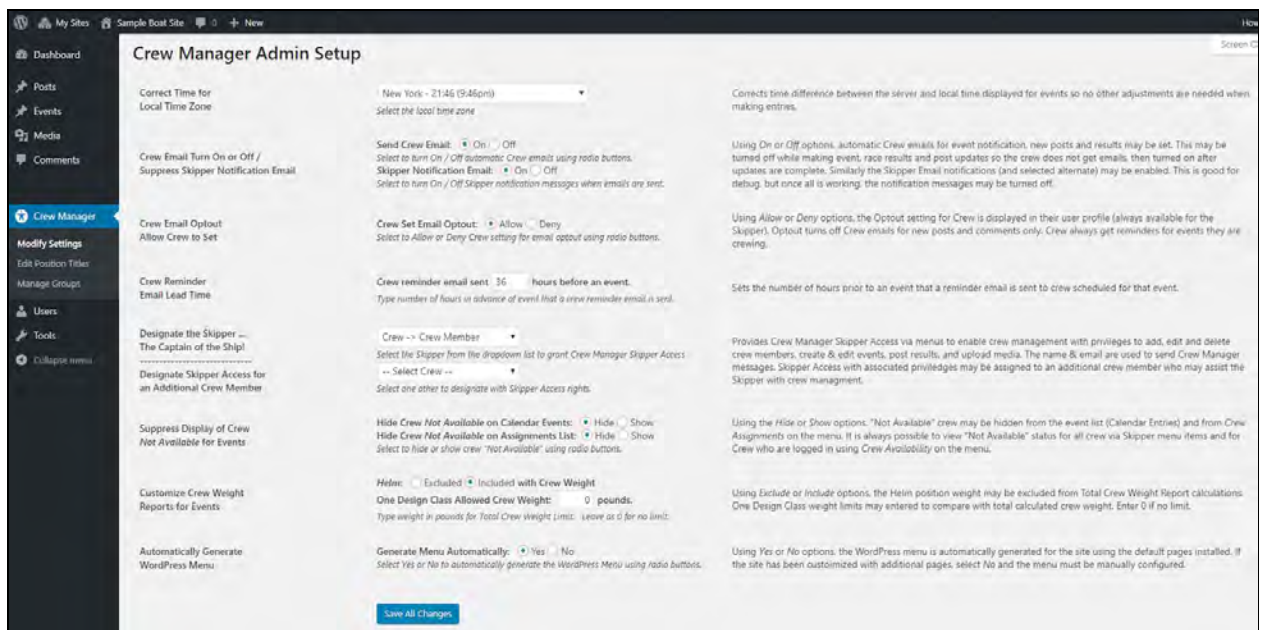 My Sites Sample Boat Site 0 + New How
Screen O
Dashboard
Posts
Events
Media
Comments
Crew Manager
Modify Settings
Edit Position Titles
Manage Groups
Users
Tools
Collapse menu
Crew Manager Admin Setup
Correct Time for
Local Time Zone
New York - 21:46 (9:46pm)
Select the local time zone
Corrects time difference between the server and local time displayed for events so no other adjustments are needed when
making entries.
Crew Email Turn On or Off /
Suppress Skipper Notification Email
Send Crew Email: On Off
Select to turn On / Off automatic Crew emails using radio buttons.
Skipper Notification Email: On Off
Select to turn On / Off Skipper notification messages when emails are sent.
Using On or Off options, automatic Crew emails for event notification, new posts and results may be set. This may be
turned off while making event, race results and post updates so the crew does not get emails, then turned on after
updates are complete. Similarly the Skipper Email notifications (and selected alternate) may be enabled. This is good for
debug, but once all is working, the notification messages may be turned off.
Crew Email Optout
Allow Crew to Set
Crew Set Email Optout: Allow Deny
Select to Allow or Deny Crew setting for email optout using radio buttons.
Using Allow or Deny options, the Optout setting for Crew is displayed in their user profile (always available for the
Skipper). Optout turns off Crew emails for new posts and comments only. Crew always get reminders for events they are
crewing.
Crew Reminder
Email Lead Time
Crew reminder email sent 36 hours before an event.
Type number of hours in advance of event that a crew reminder email is sent.
Sets the number of hours prior to an event that a reminder email is sent to crew scheduled for that event.
Designate the Skipper ...
The Captain of the Ship!
----------------------------
Designate Skipper Access for
an Additional Crew Member
Crew -> Crew Member
Select the Skipper from the dropdown list to grant Crew Manager Skipper Access
-- Select Crew --
Select one other to designate with Skipper Access rights.
Provides Crew Manager Skipper Access via menus to enable crew management with privileges to add, edit and delete
crew members, create & edit events, post results, and upload media. The name & email are used to send Crew Manager
messages. Skipper Access with associated priviledges may be assigned to an additional crew member who may assist the
Skipper with crew managment.
Suppress Display of Crew
Not Available for Events
Hide Crew Not Available on Calendar Events: Hide Show
Hide Crew Not Available on Assignments List: Hide Show
Select to hide or show crew "Not Available" using radio buttons.
Using the Hide or Show options, "Not Available" crew may be hidden from the event list (Calendar Entries) and from Crew
Assignments on the menu. It is always possible to view "Not Available" status for all crew via Skipper menu items and for
Crew who are logged in using Crew Availability on the menu.
Customize Crew Weight
Reports for Events
Helm: Excluded Included with Crew Weight
One Design Class Allowed Crew Weight: 0 pounds.
Type weight in pounds for Total Crew Weight Limit. Leave as 0 for no limit.
Using Exclude or Include options, the Helm position weight may be excluded from Total Crew Weight Report calculations.
One Design Class weight limits may entered to compare with total calculated crew weight. Enter 0 if no limit.
Automatically Generate
WordPress Menu
Generate Menu Automatically: Yes No
Select Yes or No to automatically generate the WordPress Menu using radio buttons.
Using Yes or No options, the WordPress menu is automatically generated for the site using the default pages installed. If
the site has been custoimized with additional pages, select No and the menu must be manually configured.
Save All Changes